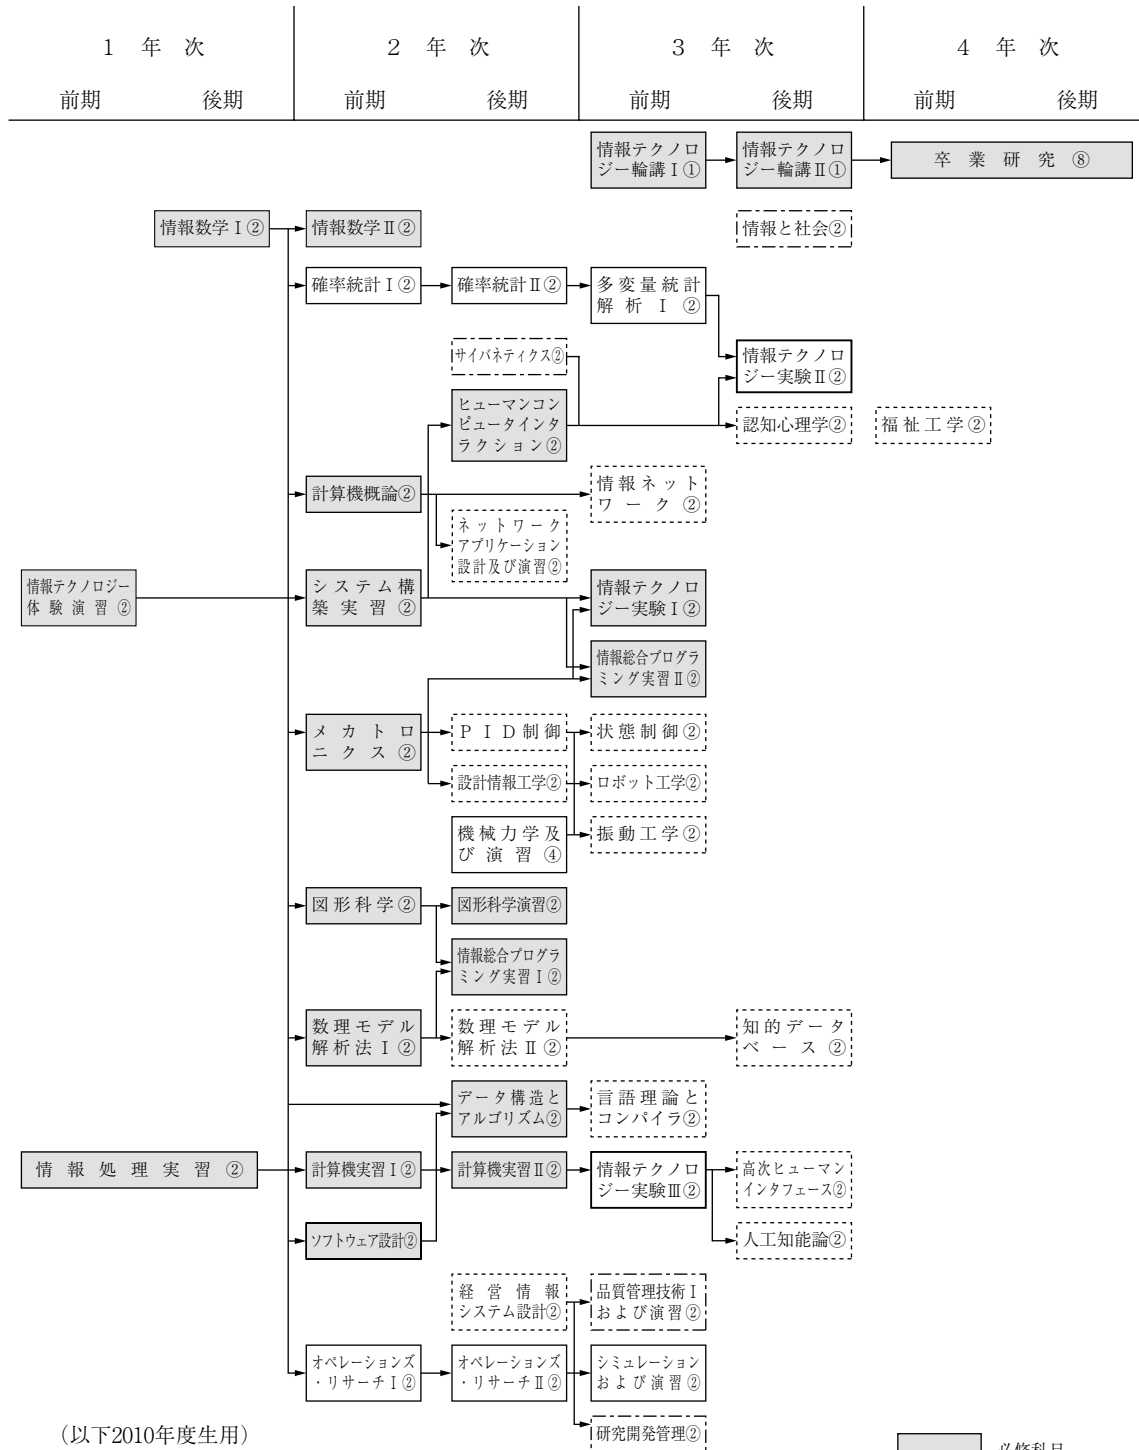 1 年 次
2 年 次
3 年 次
4 年 次
前期
後期
前期
後期
前期
後期
前期
後期
情報テクノロ
ジー輪講Ⅰ①
情報テクノロ
ジー輪講Ⅱ①
卒業研究⑧
情報数学Ⅰ②
情報数学Ⅱ②
情報と社会②
確率統計Ⅰ②
確率統計Ⅱ②
多変量統計
解析Ⅰ②
サイバネティクス②
情報テクノロ
ジー実験Ⅱ②
ヒューマンコン
ピュータインタ
ラクション②
認知心理学②
福祉工学②
計算機概論②
情報ネット
ワーク②
ネットワーク
アプリケーション
設計及び演習②
情報テクノロジー
体験演習②
システム構
築実習②
情報テクノロ
ジー実験Ⅰ②
情報総合プログラ
ミング実習Ⅱ②
メカトロ
ニクス②
PID制御
状態制御②
設計情報工学②
ロボット工学②
機械力学及
び演習④
振動工学②
図形科学②
図形科学演習②
情報総合プログラ
ミング実習Ⅰ②
数理モデル
解析法Ⅰ②
数理モデル
解析法Ⅱ②
知的データ
ベース②
データ構造と
アルゴリズム②
言語理論と
コンパイラ②
情報処理実習②
計算機実習Ⅰ②
計算機実習Ⅱ②
情報テクノロ
ジー実験Ⅲ②
高次ヒューマン
インタフェース②
ソフトウェア設計②
人工知能論②
経営情報
システム設計②
品質管理技術Ⅰ
および演習②
オペレーションズ
・リサーチⅠ②
オペレーションズ
・リサーチⅡ②
シミュレーション
および演習②
研究開発管理②
(以下2010年度生用)
必修科目